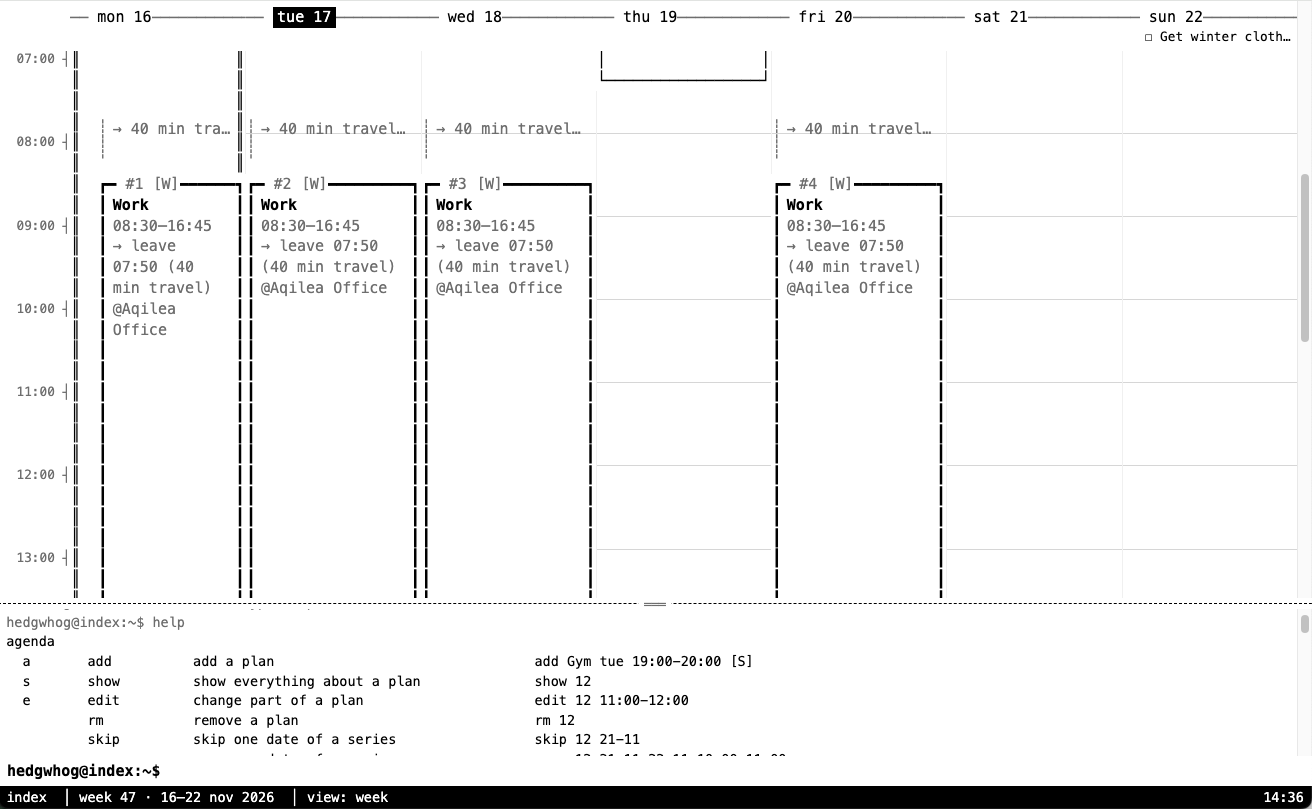 mon 16 tue 17 wed 18 thu 19 fri 20 sat 21 sun 22
☐ Get winter cloth…
07:00
→ 40 min tra… → 40 min travel… → 40 min travel… → 40 min travel…
08:00
#1 [W] #2 [W] #3 [W] #4 [W]
Work Work Work Work
09:00 08:30–16:45 08:30–16:45 08:30–16:45 08:30–16:45
→ leave → leave 07:50 → leave 07:50 → leave 07:50
07:50 (40 (40 min travel) (40 min travel) (40 min travel)
min travel) @Aqilea Office @Aqilea Office @Aqilea Office
10:00 @Aqilea
Office
11:00
12:00
13:00
hedgwhog@index:~$ help
agenda
a add add a plan add Gym tue 19:00-20:00 [S]
s show show everything about a plan show 12
e edit change part of a plan edit 12 11:00-12:00
rm remove a plan rm 12
skip skip one date of a series skip 12 21-11
hedgwhog@index:~$
index │ week 47 · 16–22 nov 2026 │ view: week 14:36